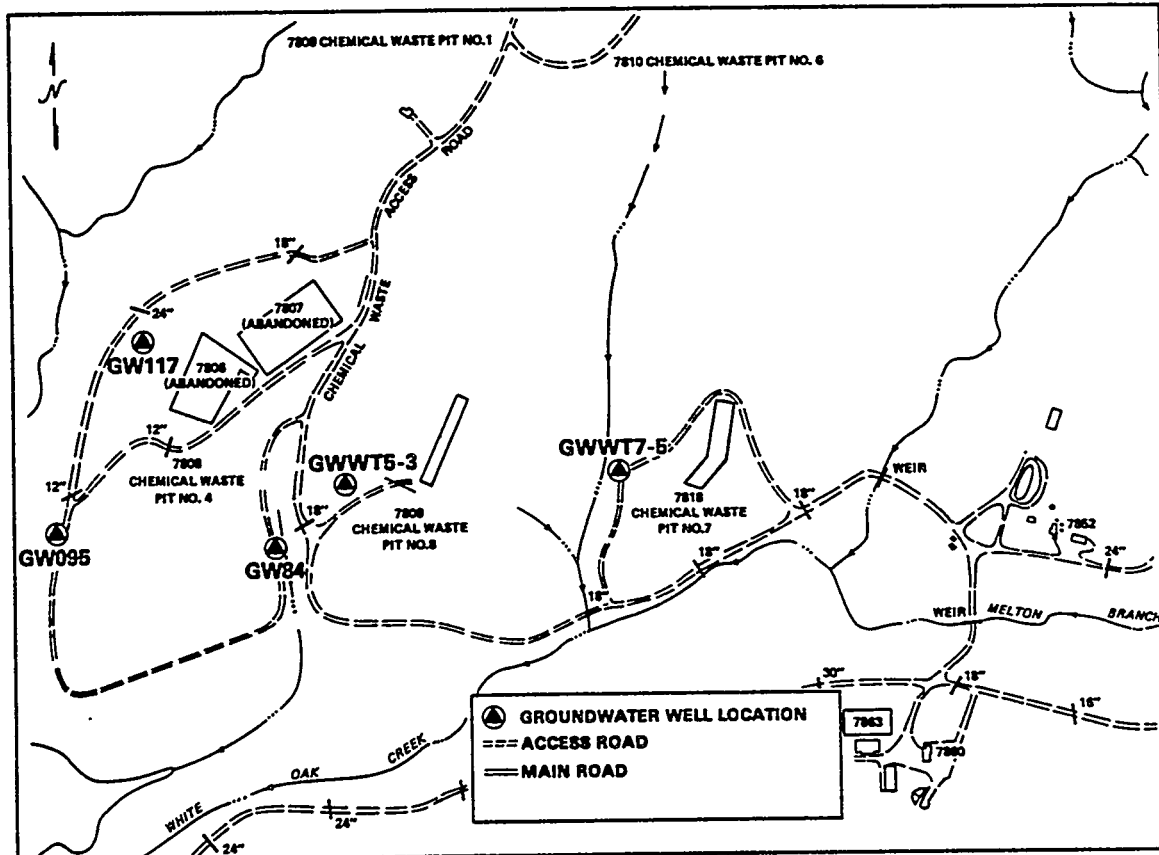 7809 CHEMICAL WASTE PIT NO.1
7810 CHEMICAL WASTE PIT NO. 6
N
ACCESS ROAD
18"
24"
7807
(ABANDONED)
WASTE
GW117
7806
(ABANDONED)
CHEMICAL
12"
7808
CHEMICAL WASTE
PIT NO. 4
GWWT5-3
GWWT7-5
WEIR
12"
18"
7809
CHEMICAL WASTE
PIT NO.5
7818
CHEMICAL WASTE
PIT NO.7
18"
7852
GW095
GW84
18"
24"
18"
WEIR
MELTON
BRANCH
30"
18"
16"
GROUNDWATER WELL LOCATION
ACCESS ROAD
MAIN ROAD
7863
7860
WHITE
OAK
CREEK
24"
24"